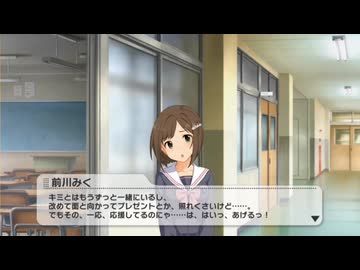 前川みく
キミとはもうずっと一緒にいるし、
改めて面と向かってプレゼントとか、照れくさいけど……。
でもその、一応、応援してるのにゃ……は、はいっ、あげるっ！